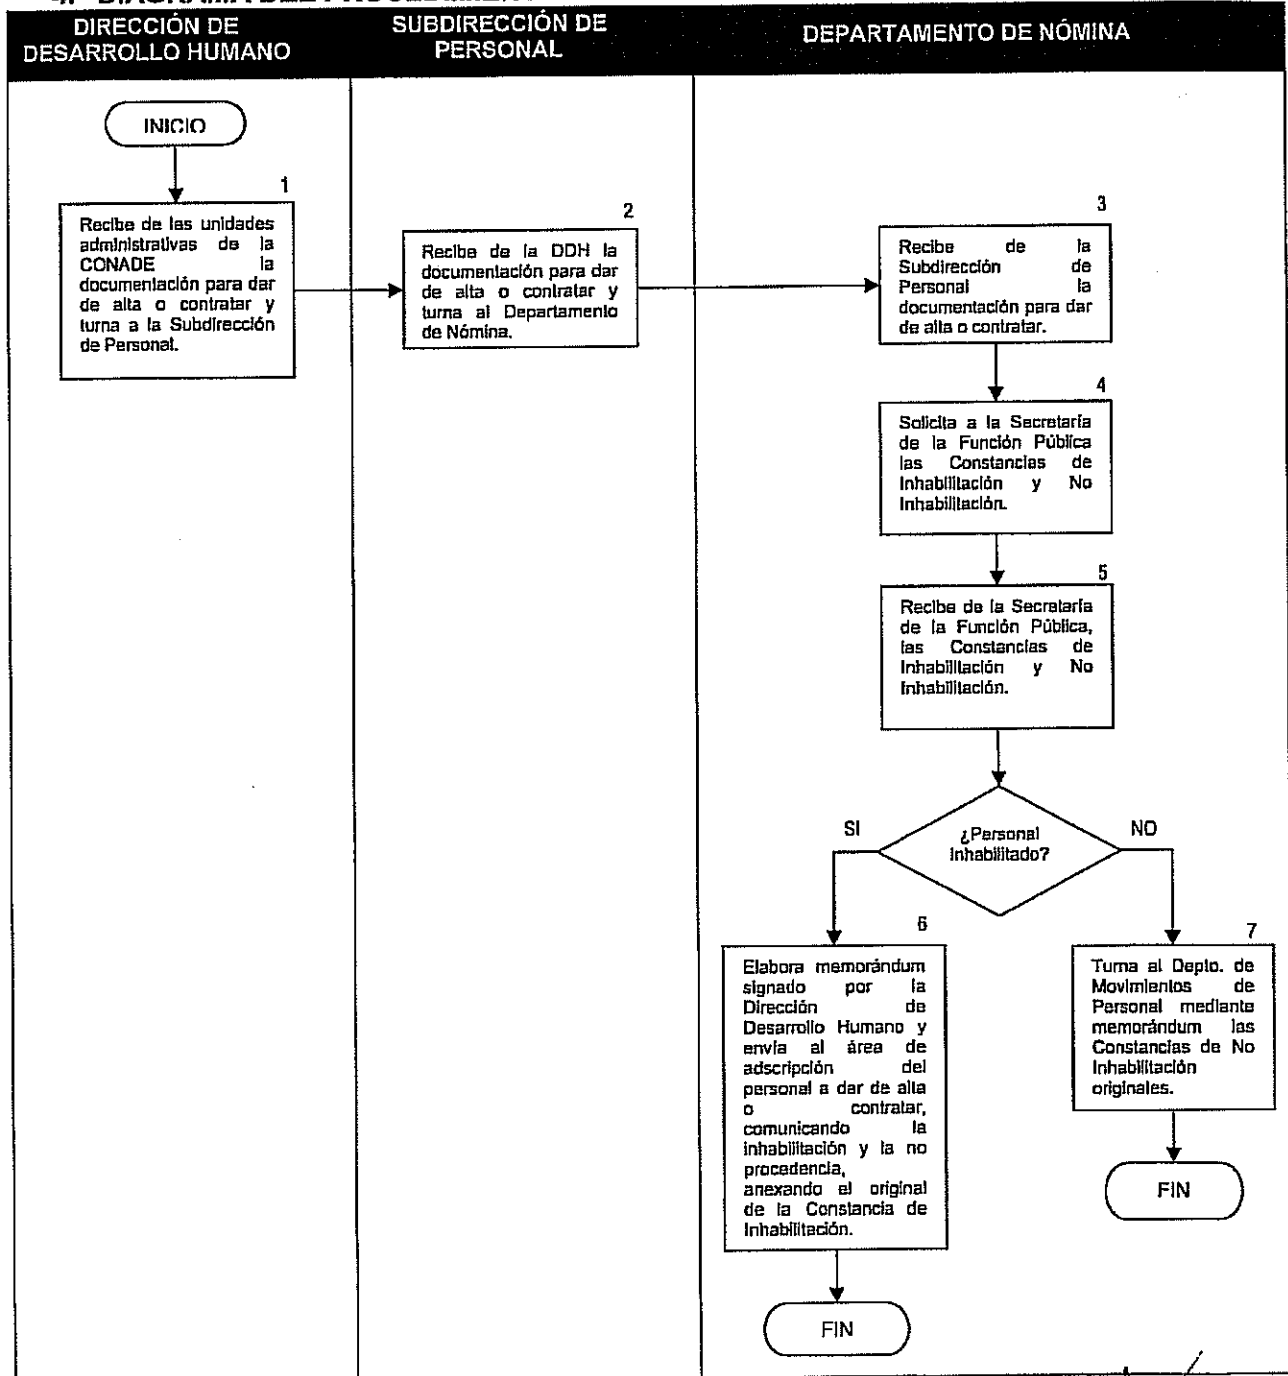 DIRECCIÓN DE
DESARROLLO HUMANO
SUBDIRECCIÓN DE
PERSONAL
DEPARTAMENTO DE NÓMINA
INICIO
1
Recibe de las unidades
administrativas de la
CONADE la
documentación para dar
de alta o contratar y
turna a la Subdirección
de Personal.
2
Recibe de la DDH la
documentación para dar
de alta o contratar y
turna al Departamento
de Nómina.
3
Recibe de la
Subdirección de
Personal la
documentación para dar
de alta o contratar.
4
Solicita a la Secretaría
de la Función Pública
las Constancias de
Inhabilitación y No
Inhabilitación.
5
Recibe de la Secretaría
de la Función Pública,
las Constancias de
Inhabilitación y No
Inhabilitación.
¿Personal
Inhabilitado?
SI
NO
6
Elabora memorándum
signado por la
Dirección de
Desarrollo Humano y
envía al área de
adscripción del
personal a dar de alta
o contratar,
comunicando la
inhabilitación y la no
procedencia,
anexando el original
de la Constancia de
Inhabilitación.
7
Turna al Depto. de
Movimientos de
Personal mediante
memorándum las
Constancias de No
Inhabilitación
originales.
FIN
FIN